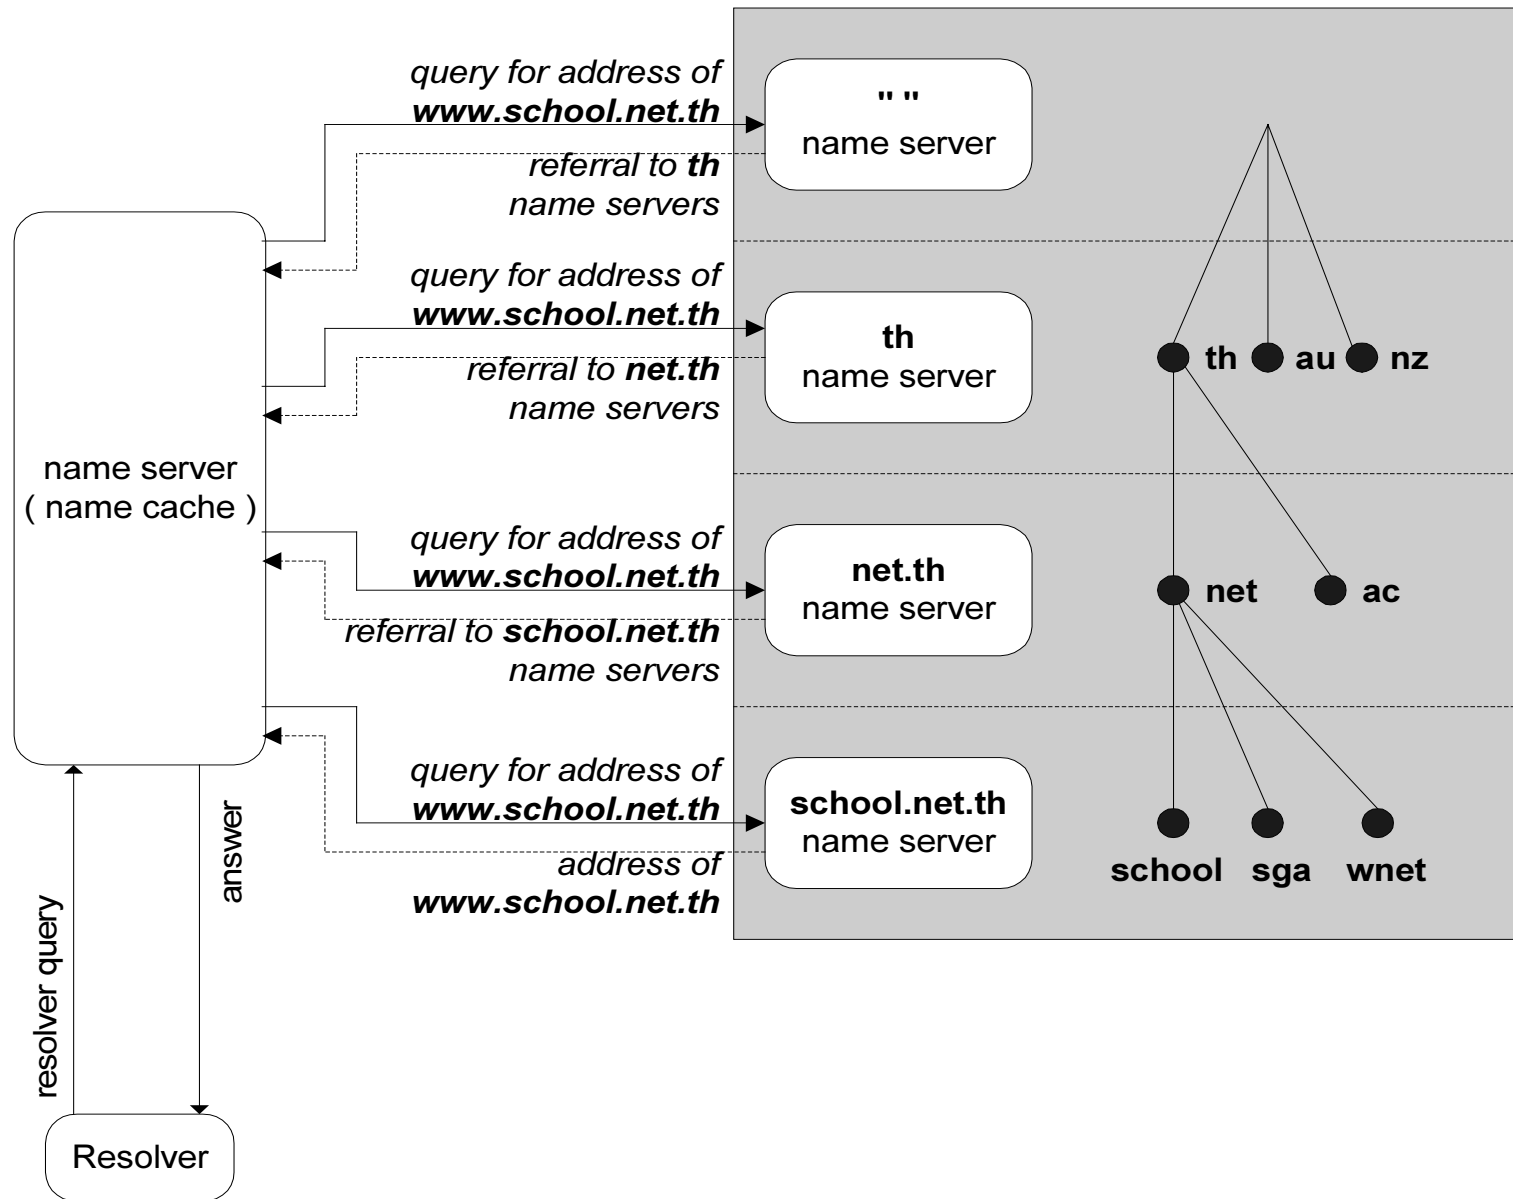 query for address of
www.school.net.th
" "
name server
referral to th
name servers
query for address of
www.school.net.th
th
name server
th
au
nz
referral to net.th
name servers
name server
( name cache )
query for address of
www.school.net.th
net.th
name server
net
ac
referral to school.net.th
name servers
query for address of
www.school.net.th
school.net.th
name server
address of
www.school.net.th
school
sga
wnet
resolver query
answer
Resolver